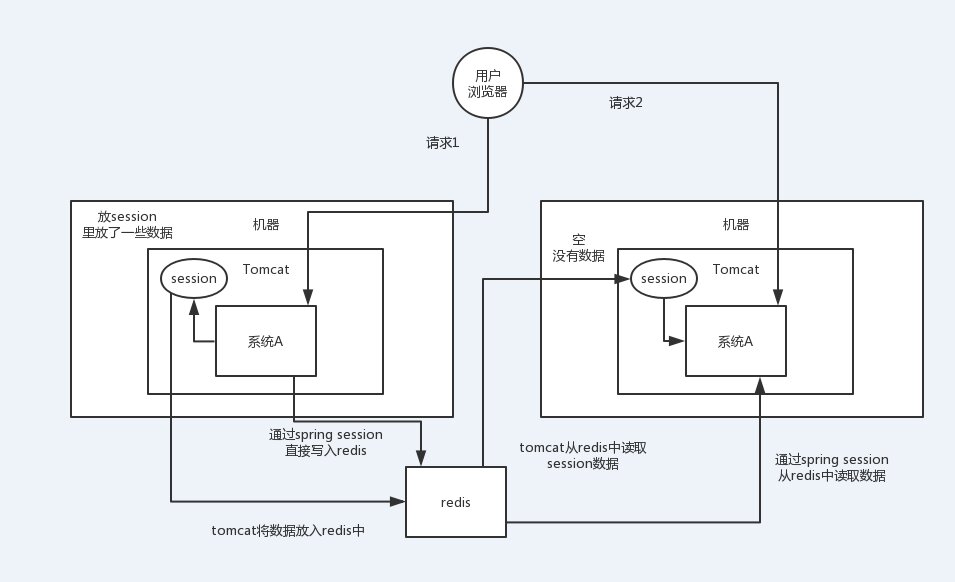 用户
浏览器
请求2
请求1
放session
里放了一些数据
机器
Tomcat
session
系统A
空
没有数据
机器
Tomcat
session
系统A
通过spring session
直接写入redis
tomcat从redis中读取
session数据
通过spring session
从redis中读取数据
redis
tomcat将数据放入redis中